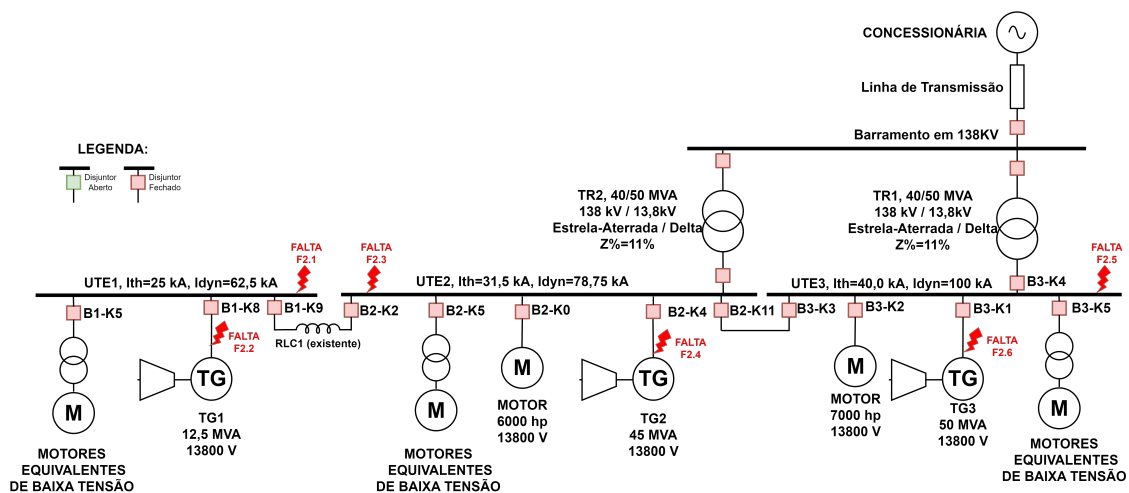 CONCESSIONÁRIA
Linha de Transmissão
Barramento em 138KV
LEGENDA:
Disjuntor
Aberto
Disjuntor
Fechado
TR2, 40/50 MVA
138 kV / 13,8kV
Estrela-Aterrada / Delta
Z%=11%
TR1, 40/50 MVA
138 kV / 13,8kV
Estrela-Aterrada / Delta
Z%=11%
FALTA
F2.1
FALTA
F2.3
FALTA
F2.5
UTE1, Ith=25 kA, Idyn=62,5 kA
UTE2, Ith=31,5 kA, Idyn=78,75 kA
UTE3, Ith=40,0 kA, Idyn=100 kA
B3-K4
B1-K5
B1-K8
B1-K9
B2-K2
B2-K5
B2-K0
B2-K4
B2-K11
B3-K3
B3-K2
B3-K1
B3-K5
RLC1 (existente)
FALTA
F2.2
FALTA
F2.4
FALTA
F2.6
M
TG
M
M
TG
M
TG
M
TG1
12,5 MVA
13800 V
MOTOR
6000 hp
13800 V
TG2
45 MVA
13800 V
MOTOR
7000 hp
13800 V
TG3
50 MVA
13800 V
MOTORES
EQUIVALENTES
DE BAIXA TENSÃO
MOTORES
EQUIVALENTES
DE BAIXA TENSÃO
MOTORES
EQUIVALENTES
DE BAIXA TENSÃO